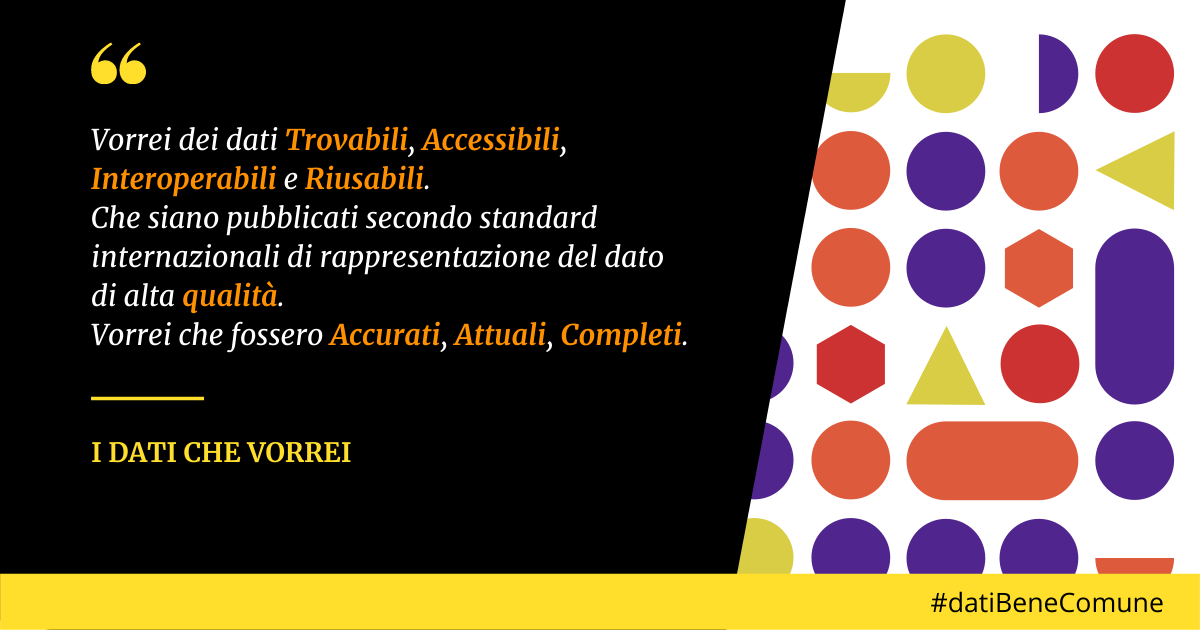 “
Vorrei dei dati Trovabili, Accessibili,
Interoperabili e Riusabili.
Che siano pubblicati secondo standard
internazionali di rappresentazione del dato
di alta qualità.
Vorrei che fossero Accurati, Attuali, Completi.
I DATI CHE VORREI
#datiBeneComune